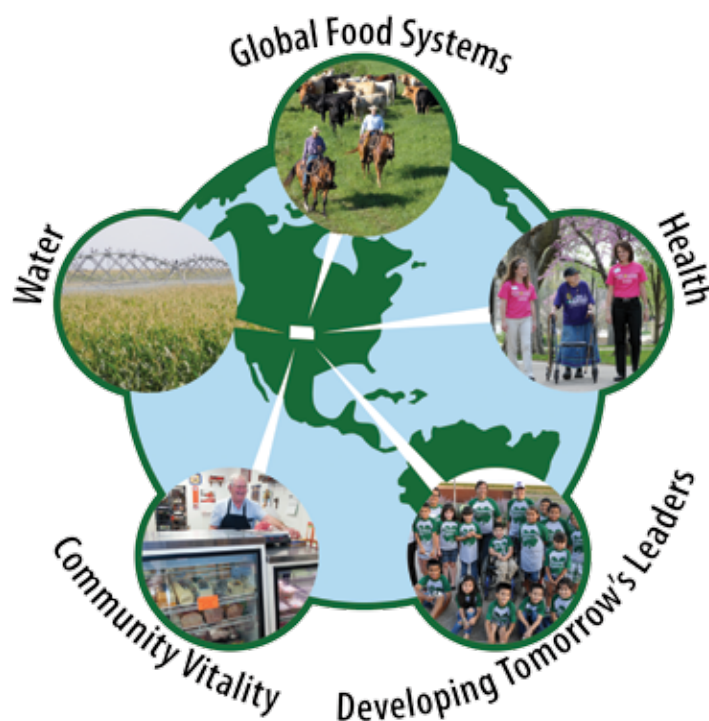 Global Food Systems
Water
Health
Community Vitality
Developing Tomorrow's Leaders